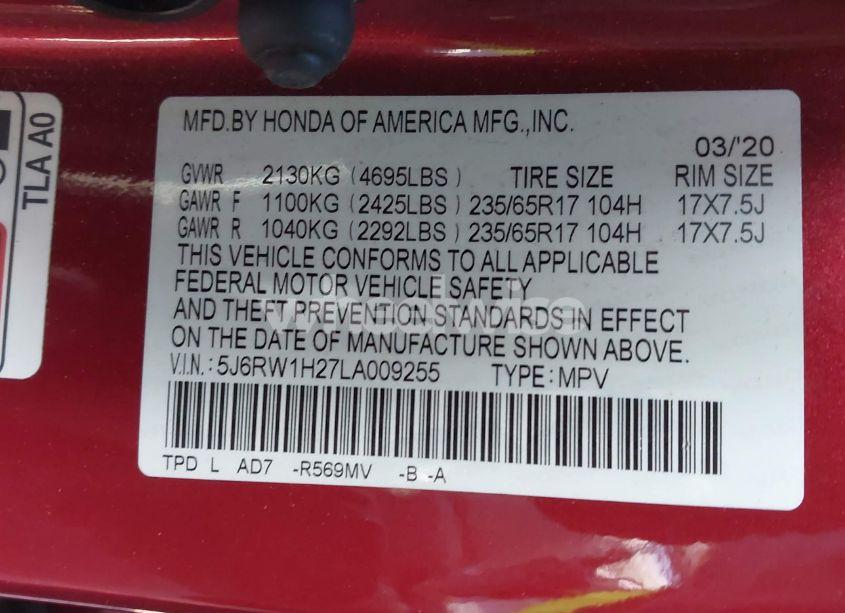 MFD.BY HONDA OF AMERICA MFG.,INC.
03/'20
GVWR 2130KG (4695LBS) TIRE SIZE RIM SIZE
GAWR F 1100KG (2425LBS) 235/65R17 104H 17X7.5J
GAWR R 1040KG (2292LBS) 235/65R17 104H 17X7.5J
THIS VEHICLE CONFORMS TO ALL APPLICABLE
FEDERAL MOTOR VEHICLE SAFETY
AND THEFT PREVENTION STANDARDS IN EFFECT
ON THE DATE OF MANUFACTURE SHOWN ABOVE.
V.I.N.: 5J6RW1H27LA009255 TYPE: MPV
TPD L AD7 -R569MV -B -A
TLA A0